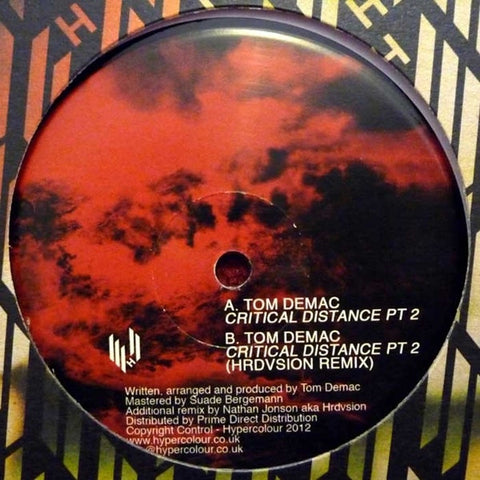 A. TOM DEMAC
CRITICAL DISTANCE PT 2
B. TOM DEMAC
CRITICAL DISTANCE PT 2
(HRDVSION REMIX)
Written, arranged and produced by Tom Demac
Mastered by Suade Bergemann
Additional remix by Nathan Jonson aka Hrdvsion
Distributed by Prime Direct Distribution
Copyright Control - Hypercolour 2012
www.hypercolour.co.uk
@hypercolour.co.uk